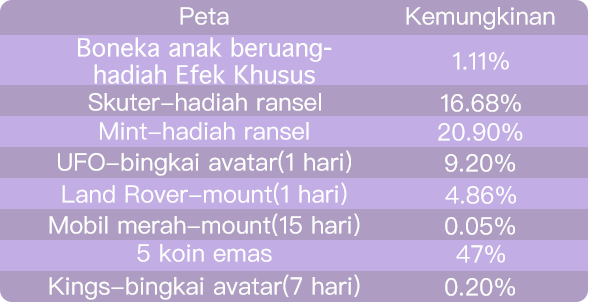 Peta Kemungkinan
Boneka anak beruang-
hadiah Efek Khusus 1.11%
Skuter–hadiah ransel 16.68%
Mint–hadiah ransel 20.90%
UFO–bingkai avatar(1 hari) 9.20%
Land Rover–mount(1 hari) 4.86%
Mobil merah–mount(15 hari) 0.05%
5 koin emas 47%
Kings–bingkai avatar(7 hari) 0.20%